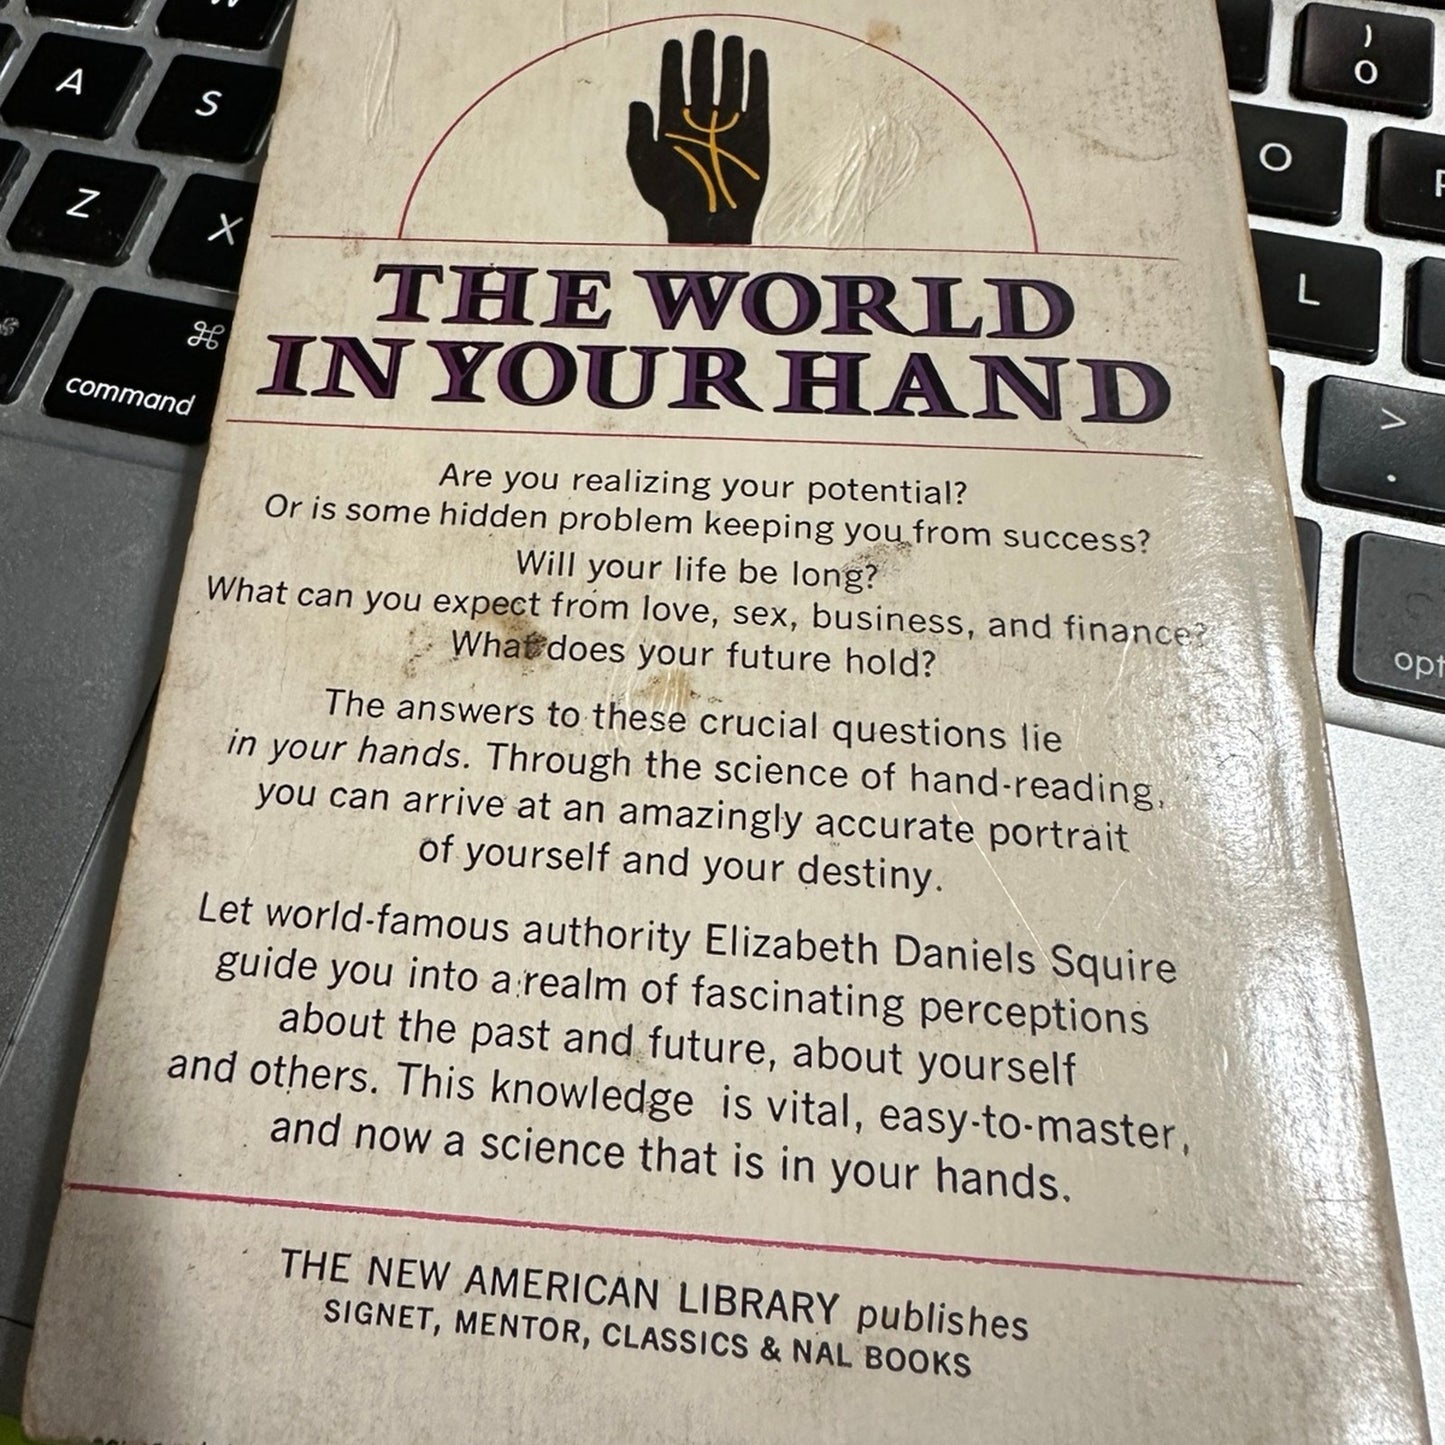 W
A
S
Z
X
⌘
command
)
0
O
P
L
>
.
opt
THE WORLD
IN YOUR HAND
Are you realizing your potential?
Or is some hidden problem keeping you from success?
Will your life be long?
What can you expect from love, sex, business, and finance?
What does your future hold?
The answers to these crucial questions lie
in your hands. Through the science of hand-reading,
you can arrive at an amazingly accurate portrait
of yourself and your destiny.
Let world-famous authority Elizabeth Daniels Squire
guide you into a realm of fascinating perceptions
about the past and future, about yourself
and others. This knowledge is vital, easy-to-master,
and now a science that is in your hands.
THE NEW AMERICAN LIBRARY publishes
SIGNET, MENTOR, CLASSICS & NAL BOOKS